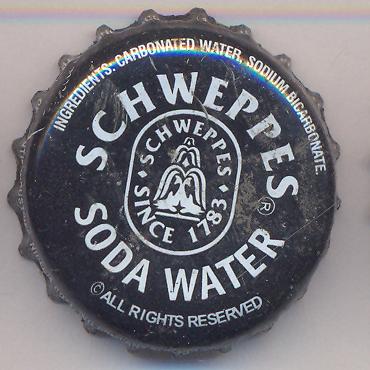 INGREDIENTS: CARBONATED WATER, SODIUM BICARBONATE.
SCHWEPPES®
SCHWEPPES
SINCE 1783
SODA WATER
©ALL RIGHTS RESERVED